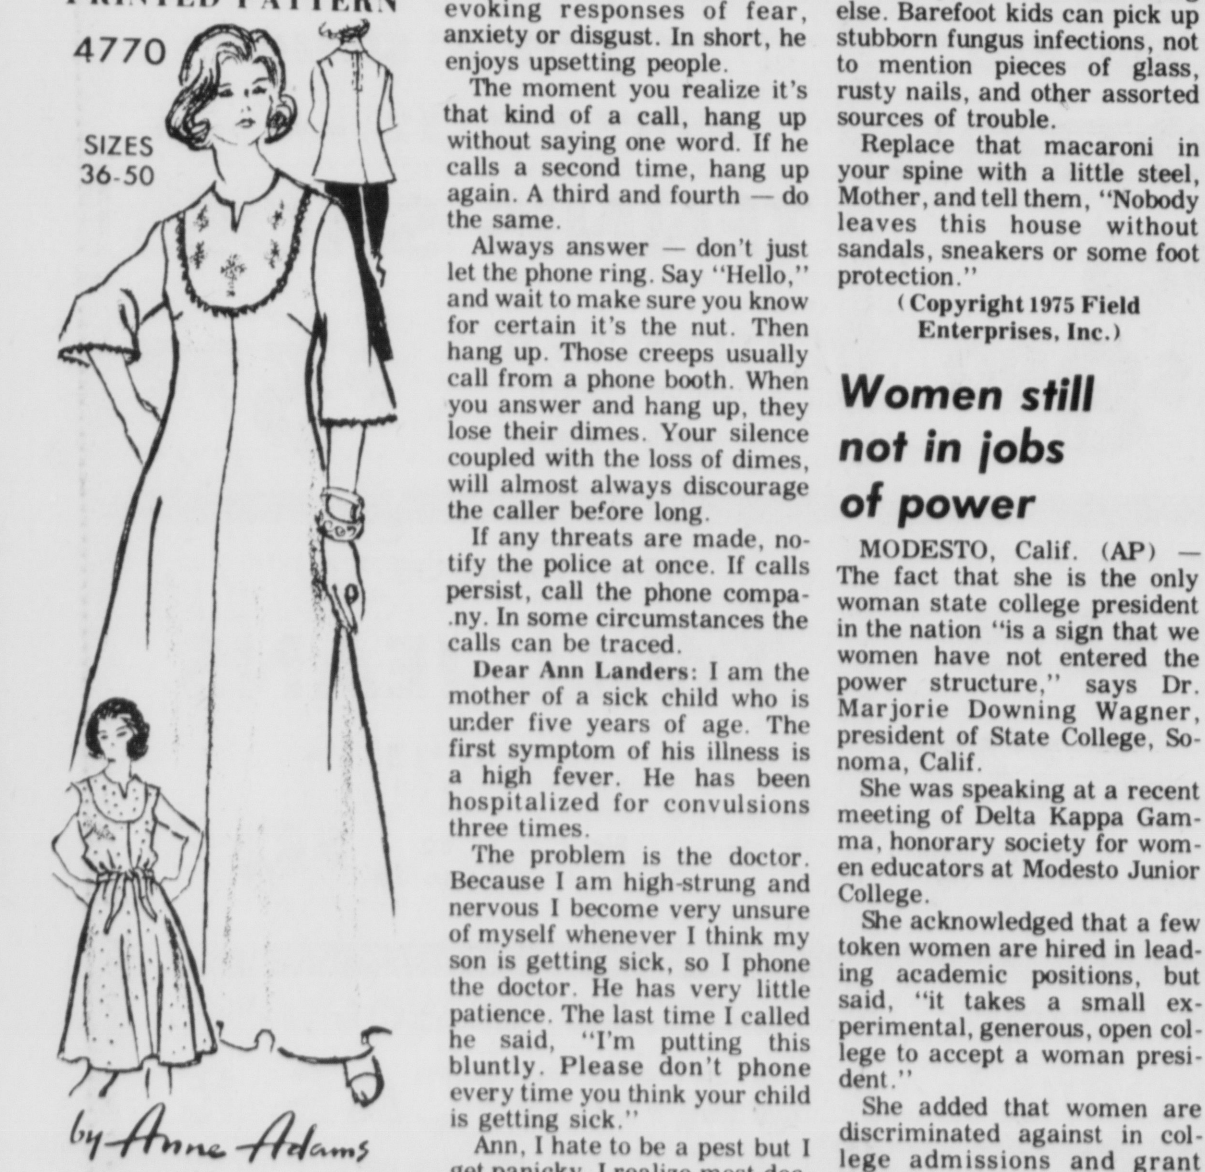 PRINTED PATTERN
4770
SIZES
36-50
by Anne Adams
evoking responses of fear,
anxiety or disgust. In short, he
enjoys upsetting people.
The moment you realize it's
that kind of a call, hang up
without saying one word. If he
calls a second time, hang up
again. A third and fourth — do
the same.
Always answer — don't just
let the phone ring. Say "Hello,"
and wait to make sure you know
for certain it's the nut. Then
hang up. Those creeps usually
call from a phone booth. When
you answer and hang up, they
lose their dimes. Your silence
coupled with the loss of dimes,
will almost always discourage
the caller before long.
If any threats are made, no-
tify the police at once. If calls
persist, call the phone compa-
.ny. In some circumstances the
calls can be traced.
Dear Ann Landers: I am the
mother of a sick child who is
under five years of age. The
first symptom of his illness is
a high fever. He has been
hospitalized for convulsions
three times.
The problem is the doctor.
Because I am high-strung and
nervous I become very unsure
of myself whenever I think my
son is getting sick, so I phone
the doctor. He has very little
patience. The last time I called
he said, "I'm putting this
bluntly. Please don't phone
every time you think your child
is getting sick."
Ann, I hate to be a pest but I
get panicky. I realize most doc-
else. Barefoot kids can pick up
stubborn fungus infections, not
to mention pieces of glass,
rusty nails, and other assorted
sources of trouble.
Replace that macaroni in
your spine with a little steel,
Mother, and tell them, "Nobody
leaves this house without
sandals, sneakers or some foot
protection."
(Copyright 1975 Field
Enterprises, Inc.)
Women still
not in jobs
of power
MODESTO, Calif. (AP) —
The fact that she is the only
woman state college president
in the nation "is a sign that we
women have not entered the
power structure," says Dr.
Marjorie Downing Wagner,
president of State College, So-
noma, Calif.
She was speaking at a recent
meeting of Delta Kappa Gam-
ma, honorary society for wom-
en educators at Modesto Junior
College.
She acknowledged that a few
token women are hired in lead-
ing academic positions, but
said, "it takes a small ex-
perimental, generous, open col-
lege to accept a woman presi-
dent."
She added that women are
discriminated against in col-
lege admissions and grant